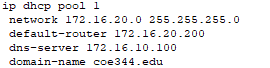 ip dhcp pool 1
network 172.16.20.0 255.255.255.0
default-router 172.16.20.200
dns-server 172.16.10.100
domain-name coe344.edu